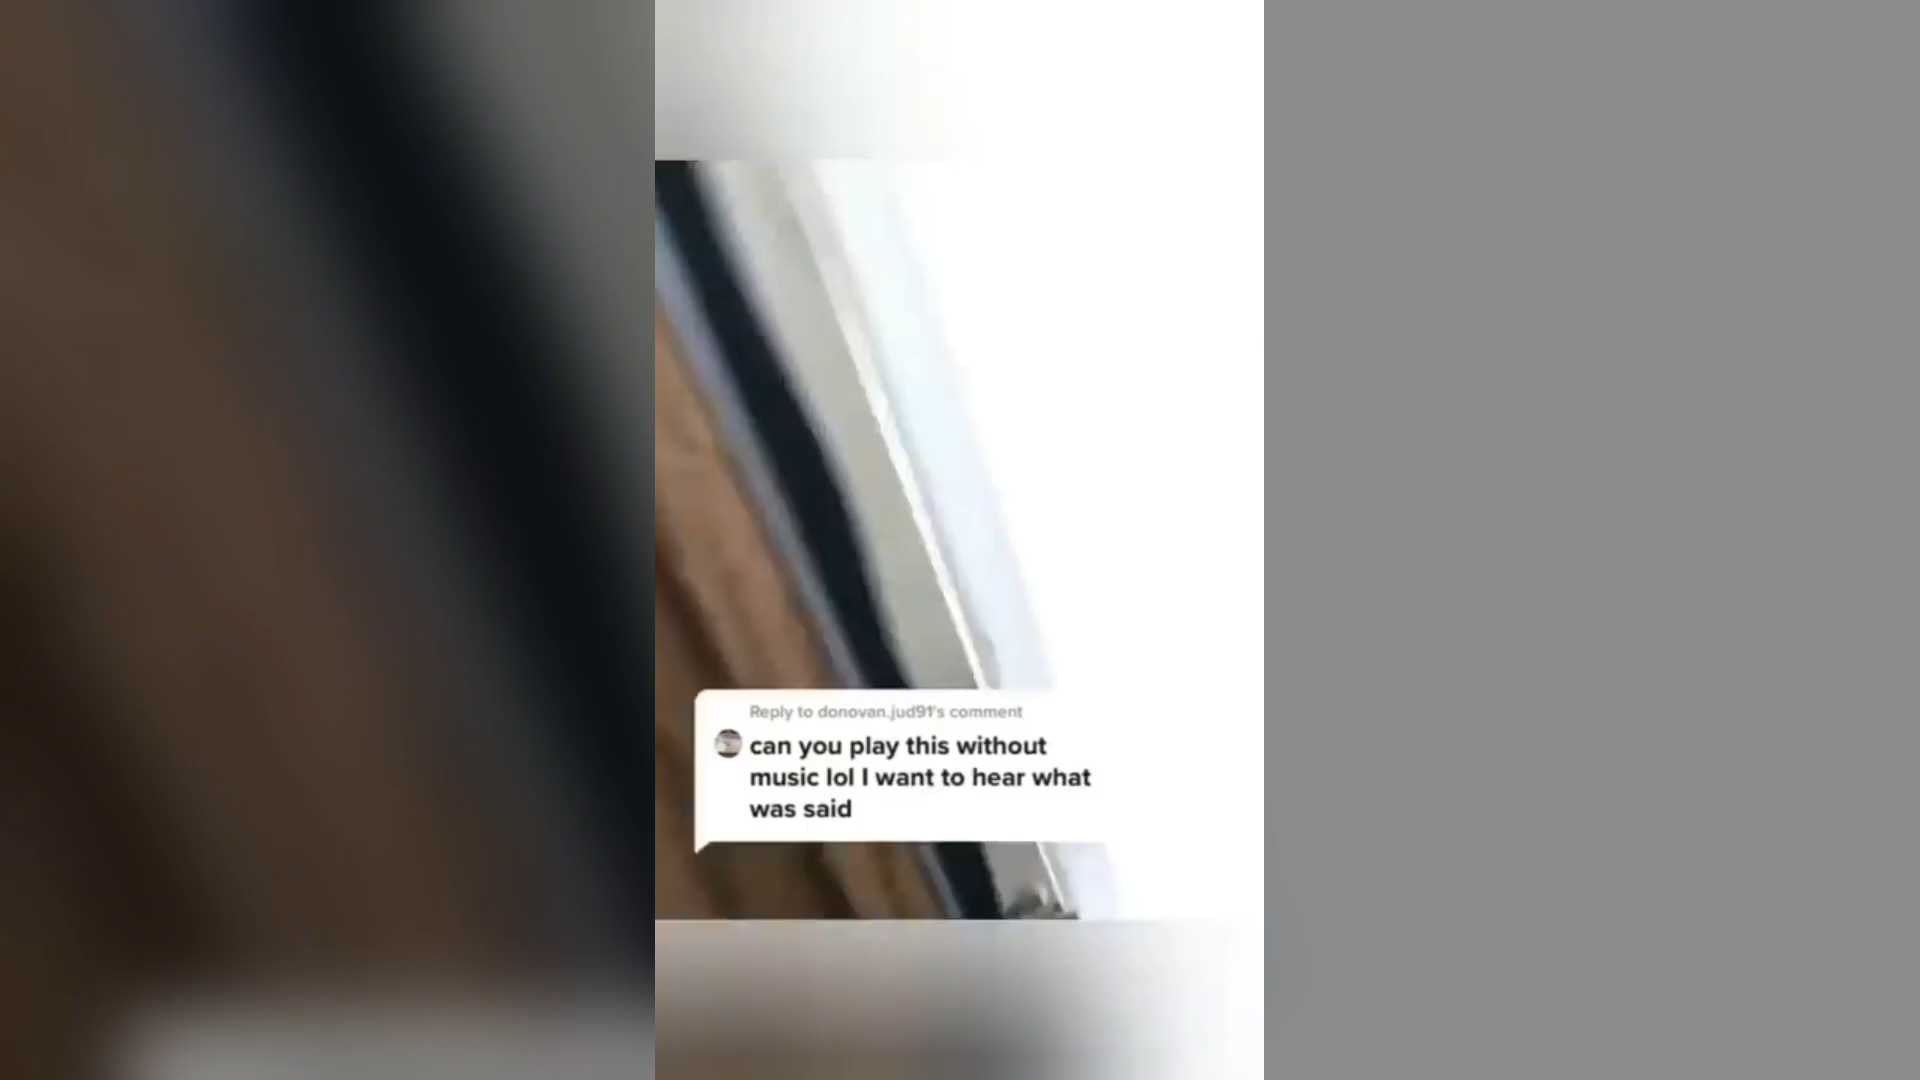 Reply to donovan.jud91's comment
can you play this without
music lol I want to hear what
was said